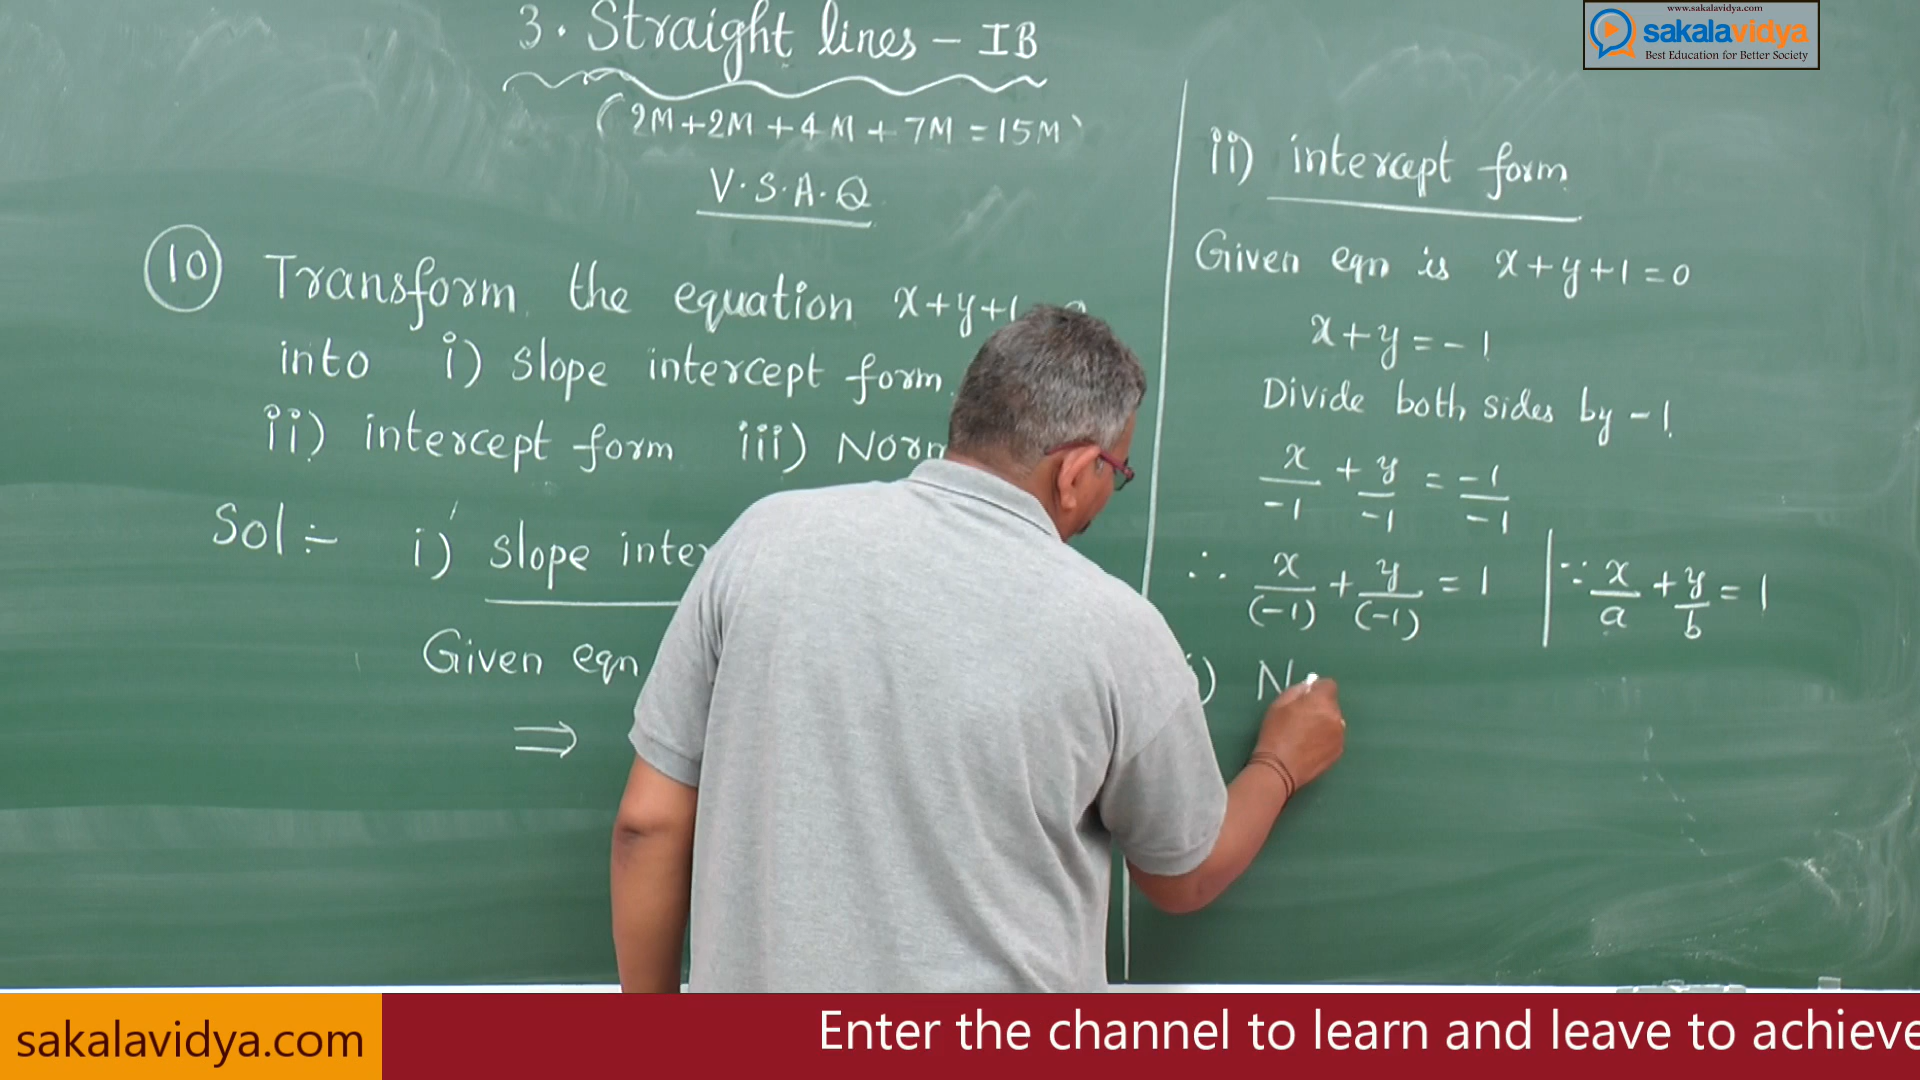 3. Straight lines - IB
(2M+2M+4M+7M=15M)
V.S.A.Q
10 Transform the equation x+y+1
into i) slope intercept form.
ii) intercept form iii)
Sol:- i) slope
Given eqn
⇒
ii) intercept form
Given eqn is x+y+1=0
x+y=-1
Divide both sides by -1
x/-1 + y/-1 = -1/-1
∴ x/(-1) + y/(-1) = 1 | ∵ x/a + y/b = 1
www.sakalavidya.com
sakalavidya
Best Education for Better Society
sakalavidya.com
Enter the channel to learn and leave to achieve